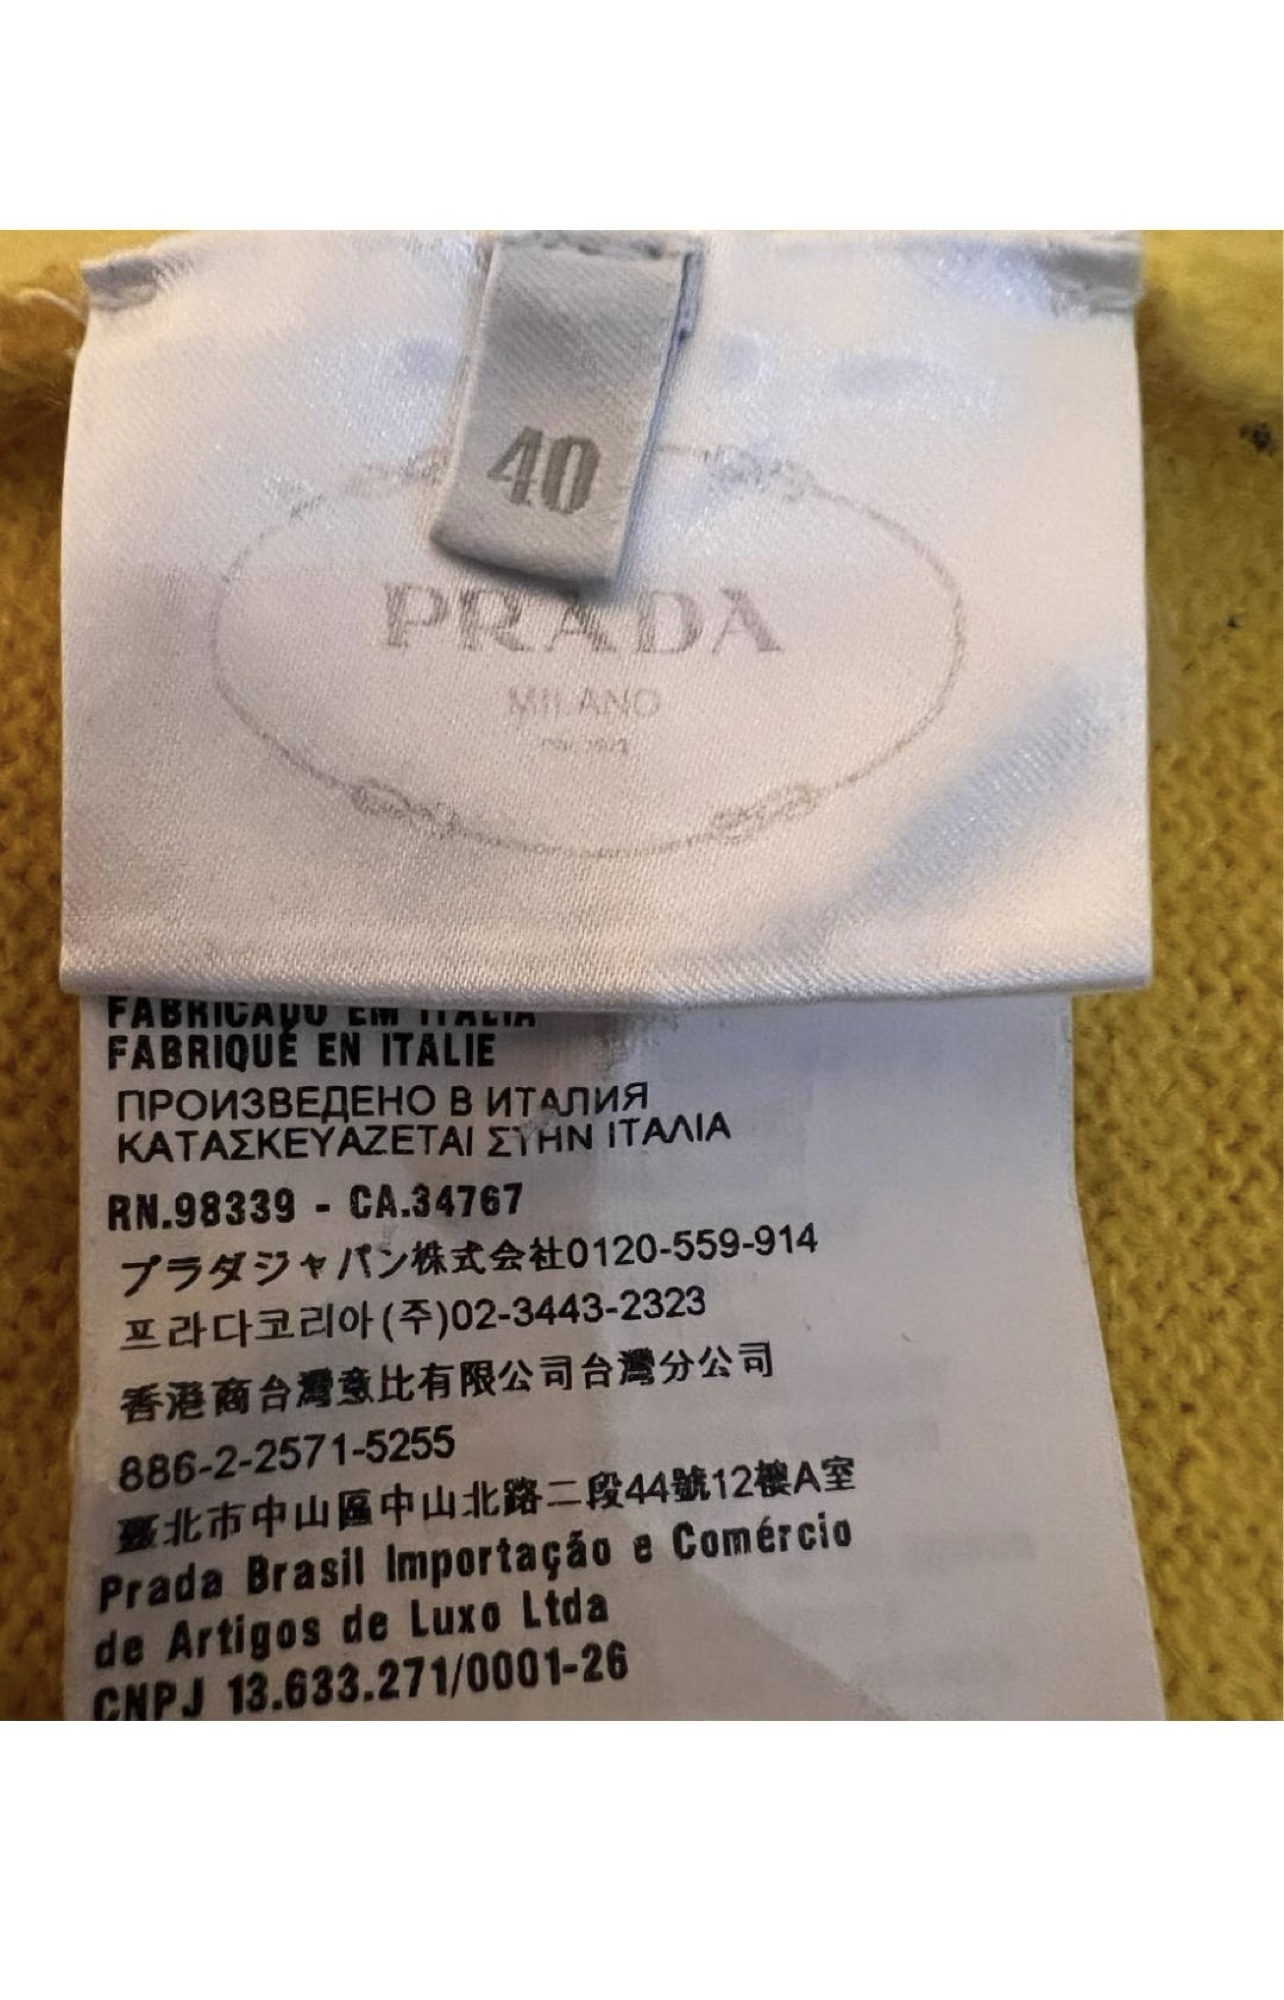 40
PRADA
MILANO
FABRICADO EM ITALIA
FABRIQUÉ EN ITALIE
ПРОИЗВЕДЕНО В ИТАЛИЯ
ΚΑΤΑΣΚΕΥΑΖΕΤΑΙ ΣΤΗΝ ΙΤΑΛΙΑ
RN.98339 - CA.34767
プラダジャパン株式会社0120-559-914
프라다코리아(주)02-3443-2323
香港商台灣意比有限公司台灣分公司
886-2-2571-5255
臺北市中山區中山北路二段44號12樓A室
Prada Brasil Importação e Comércio
de Artigos de Luxo Ltda
CNPJ 13.633.271/0001-26